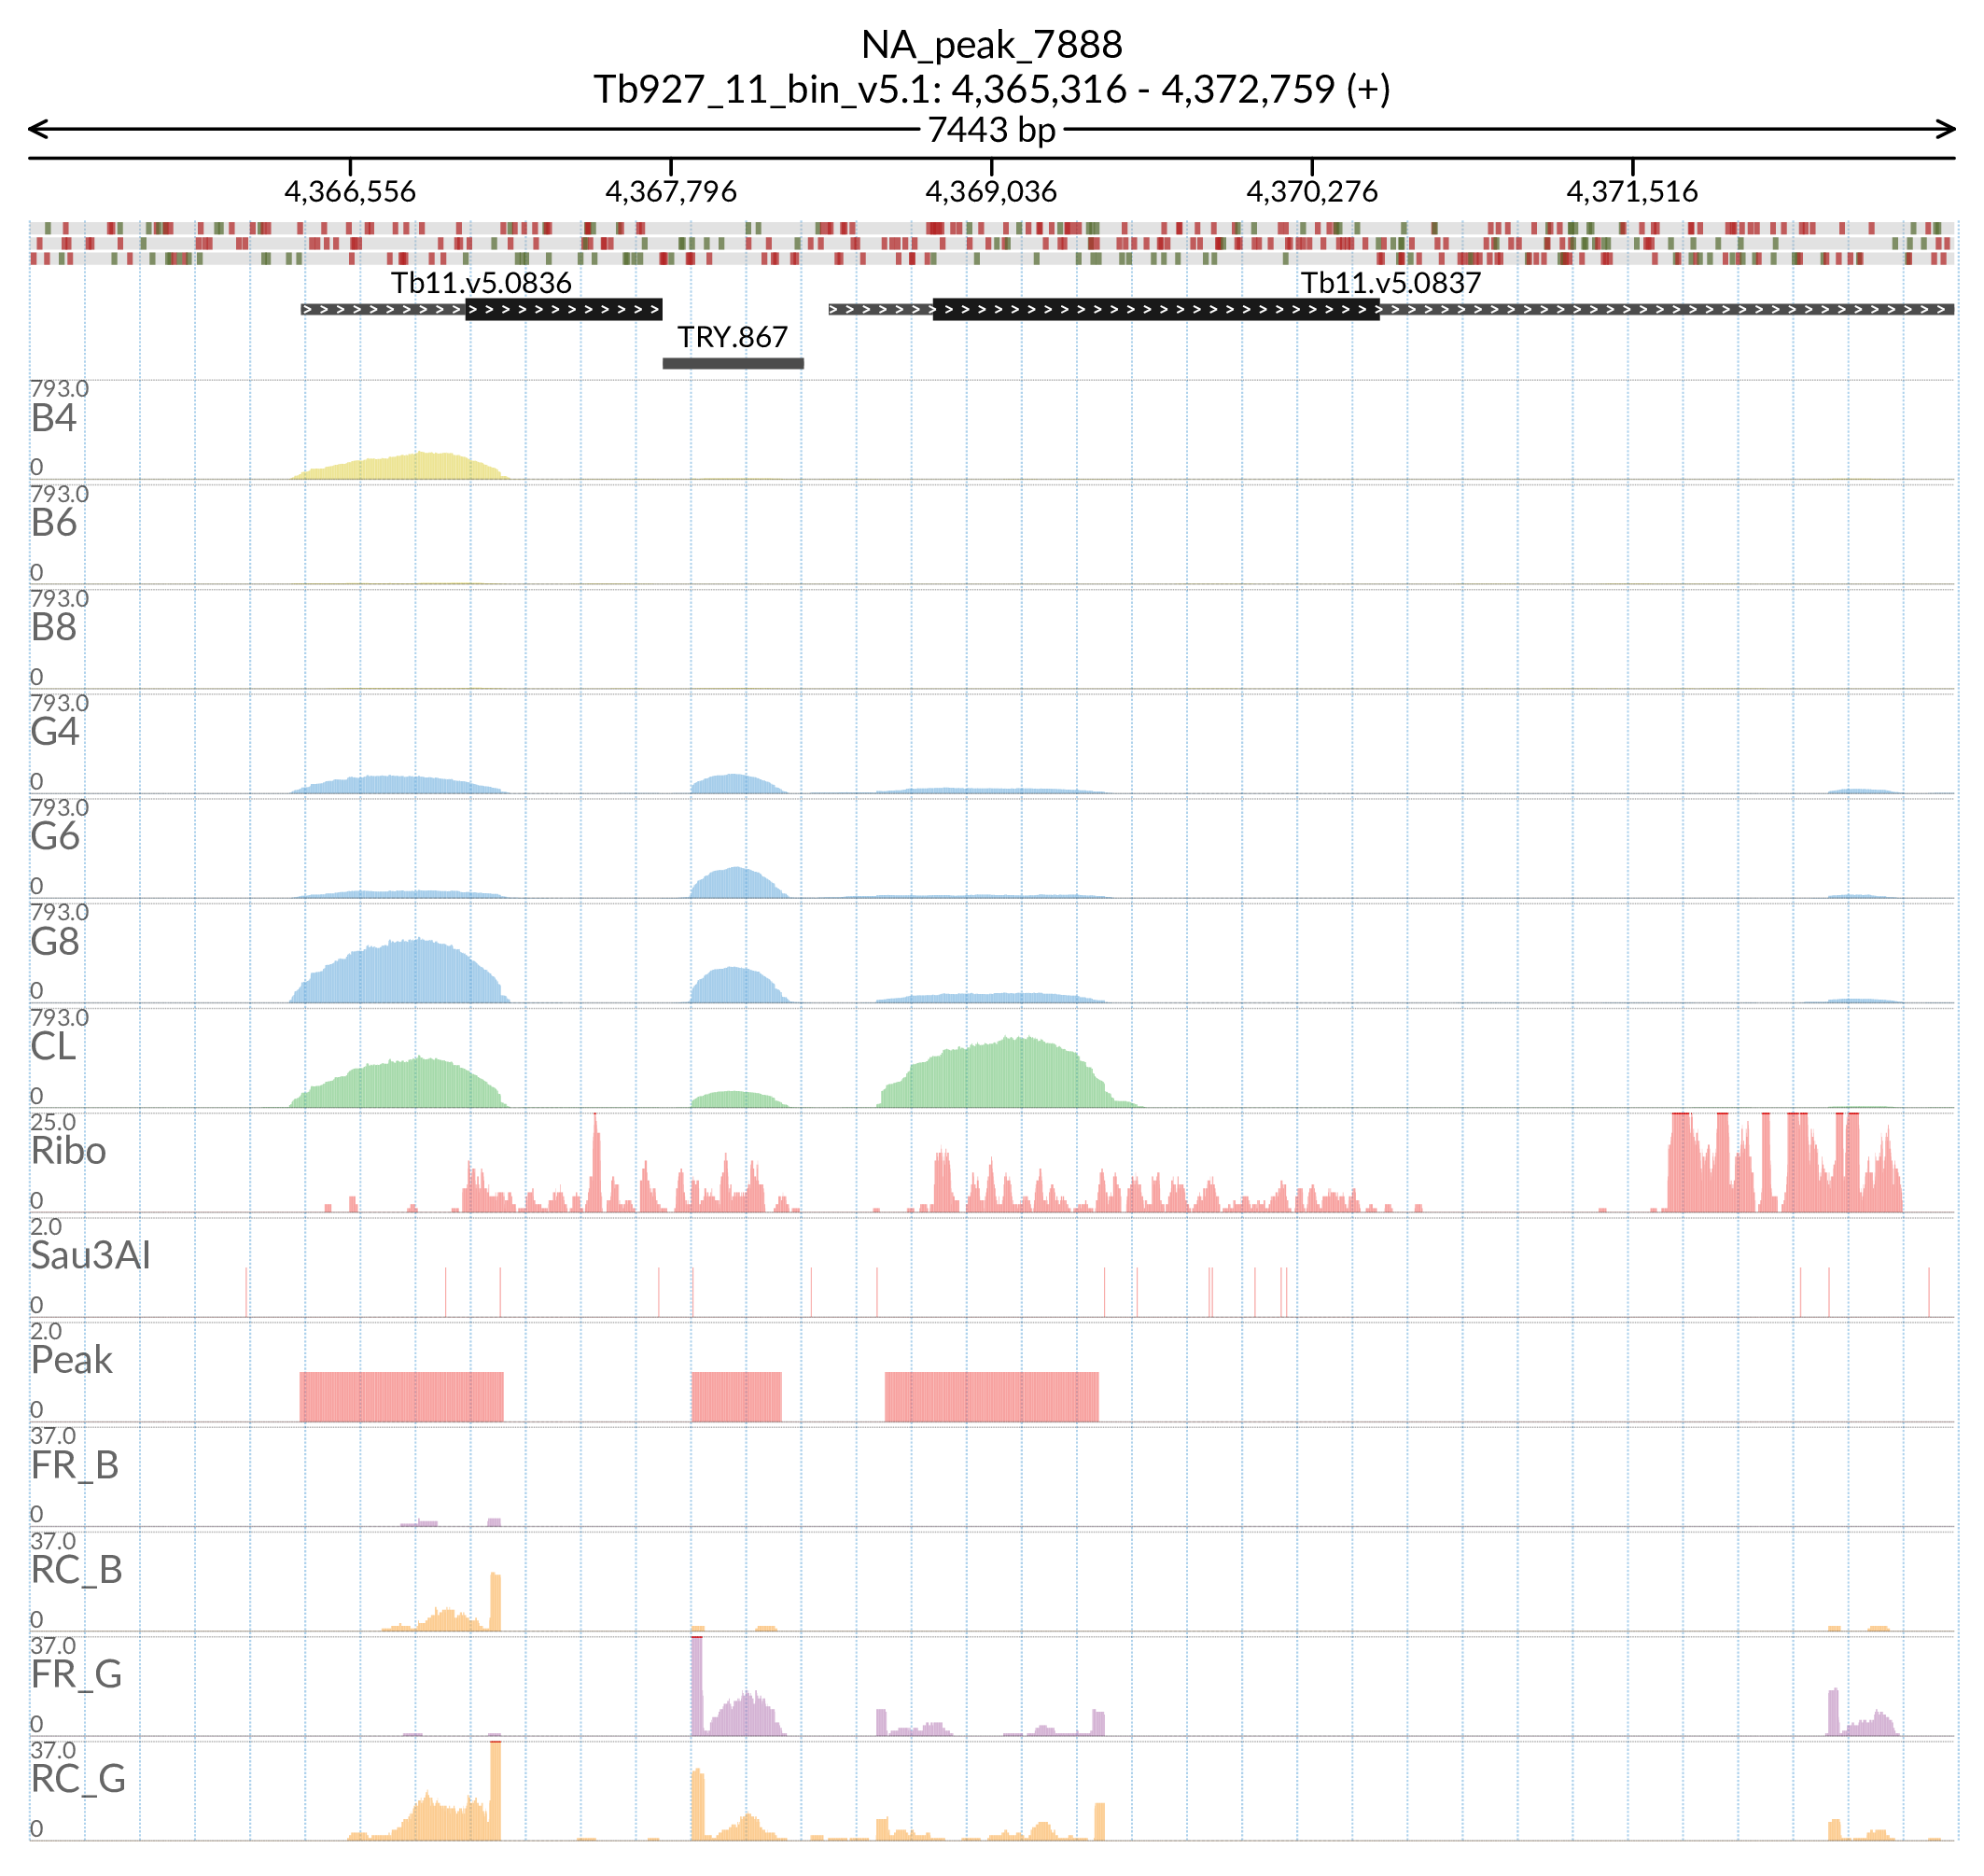 NA_peak_7888
Tb927_11_bin_v5.1: 4,365,316 - 4,372,759 (+)
7443 bp
4,366,556 4,367,796 4,369,036 4,370,276 4,371,516
Tb11.v5.0836 Tb11.v5.0837
TRY.867
793.0
B4
0
793.0
B6
0
793.0
B8
0
793.0
G4
0
793.0
G6
0
793.0
G8
0
793.0
CL
0
25.0
Ribo
0
2.0
Sau3AI
0
2.0
Peak
0
37.0
FR_B
0
37.0
RC_B
0
37.0
FR_G
0
37.0
RC_G
0